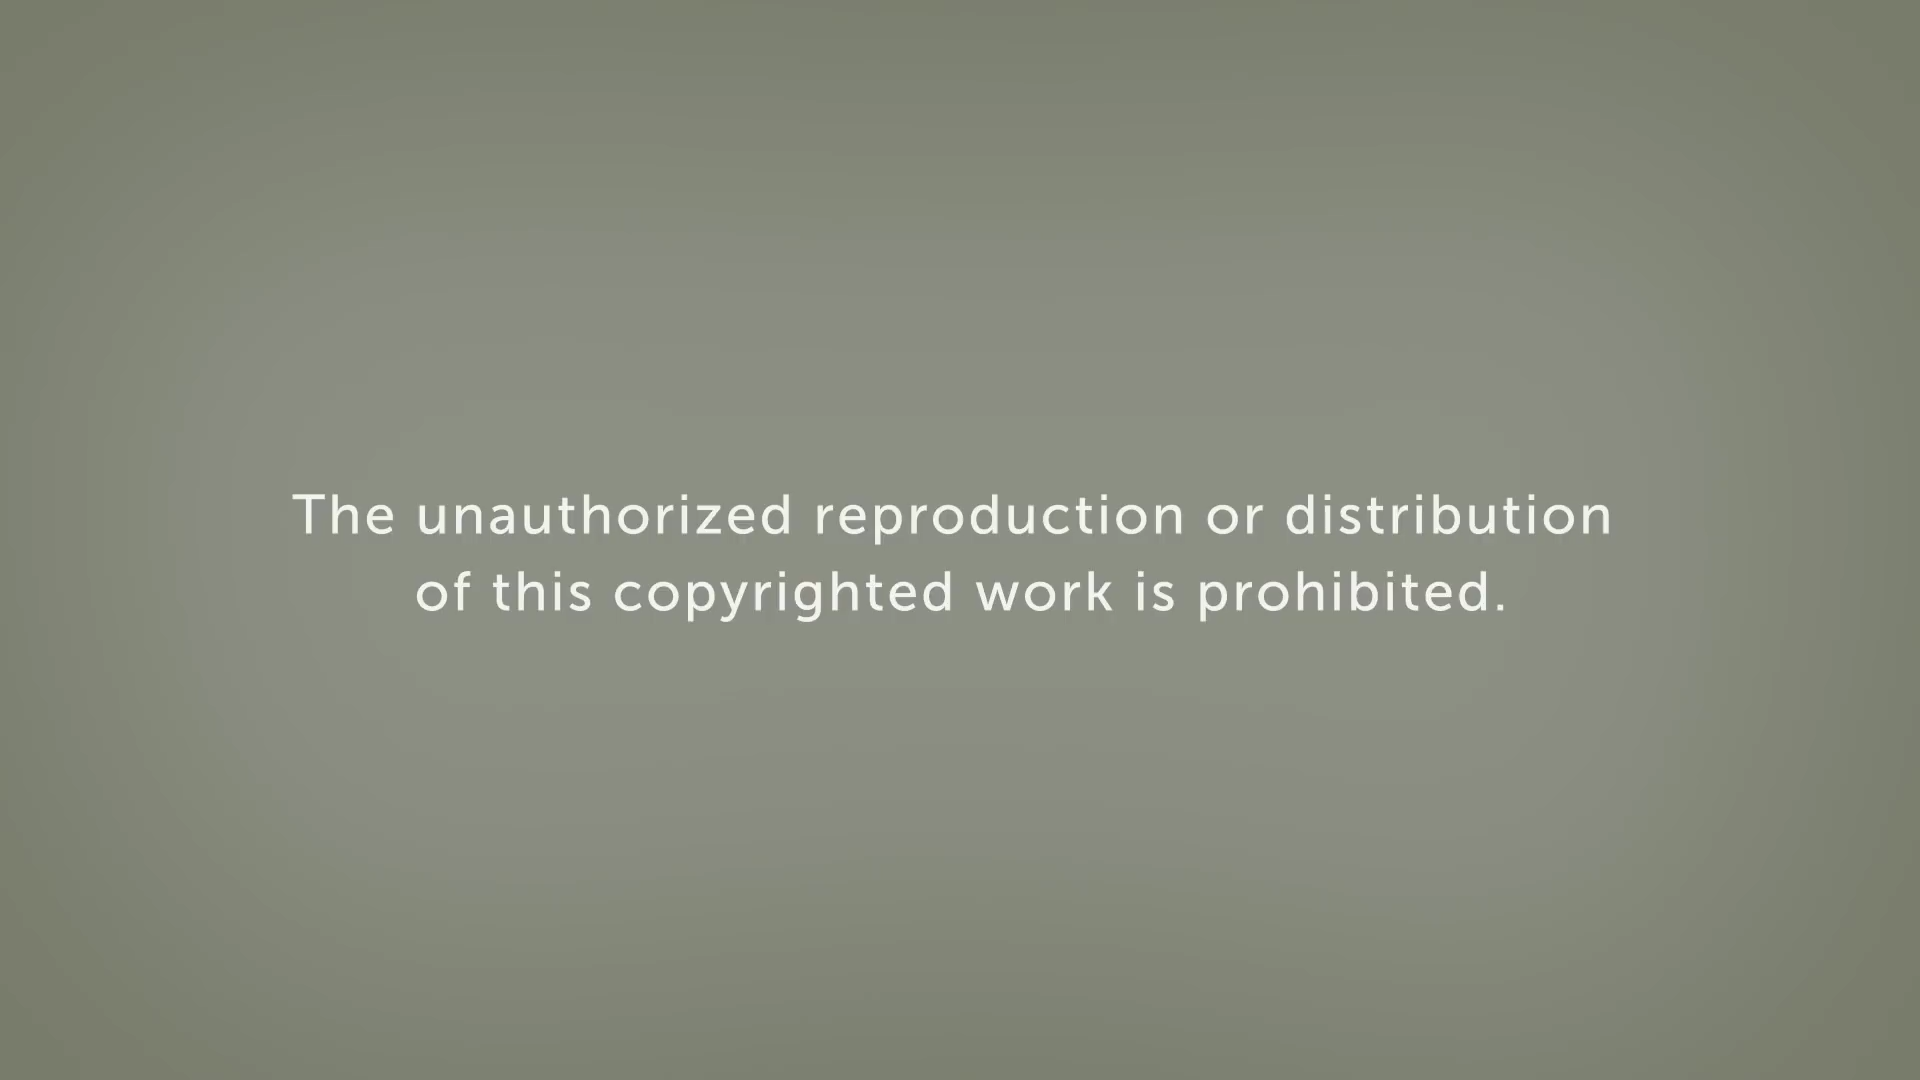 The unauthorized reproduction or distribution
of this copyrighted work is prohibited.